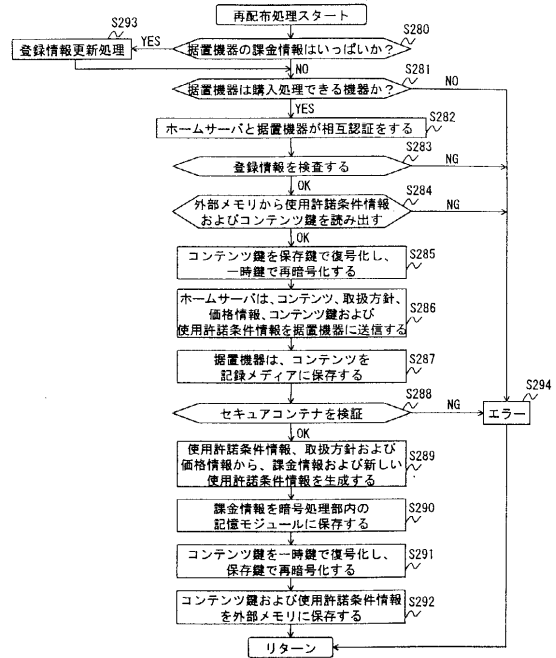 再配布処理スタート
S293
S280
登録情報更新処理
YES
据置機器の課金情報はいっぱいか?
NO
S281
据置機器は購入処理できる機器か?
NO
YES
S282
ホームサーバと据置機器が相互認証をする
S283
登録情報を検査する
NG
OK
S284
外部メモリから使用許諾条件情報
およびコンテンツ鍵を読み出す
NG
OK
S285
コンテンツ鍵を保存鍵で復号化し、
一時鍵で再暗号化する
S286
ホームサーバは、コンテンツ、取扱方針、
価格情報、コンテンツ鍵および
使用許諾条件情報を据置機器に送信する
S287
据置機器は、コンテンツを
記録メディアに保存する
S288
セキュアコンテナを検証
NG
S294
エラー
OK
S289
使用許諾条件情報、取扱方針および
価格情報から、課金情報および新しい
使用許諾条件情報を生成する
S290
課金情報を暗号処理部内の
記憶モジュールに保存する
S291
コンテンツ鍵を一時鍵で復号化し、
保存鍵で再暗号化する
S292
コンテンツ鍵および使用許諾条件情報
を外部メモリに保存する
リターン